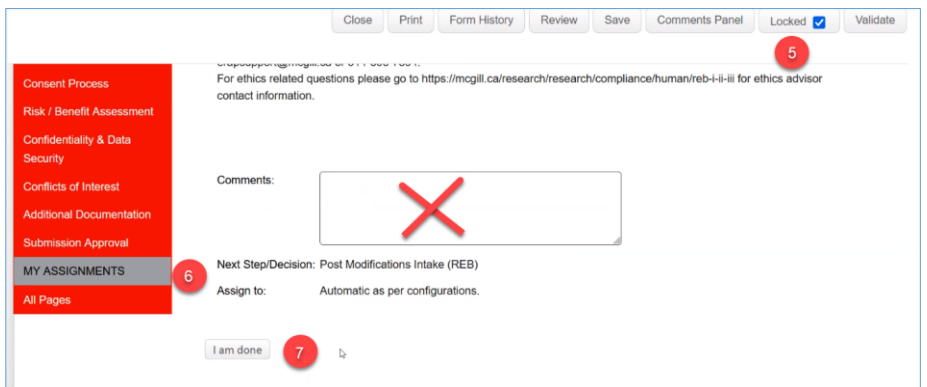 Close Print Form History Review Save Comments Panel Locked Validate
5
Consent Process
Risk / Benefit Assessment
Confidentiality & Data
Security
Conflicts of Interest
Additional Documentation
Submission Approval
MY ASSIGNMENTS
6
All Pages
For ethics related questions please go to https://mcgill.ca/research/research/compliance/human/reb-i-ii-iii for ethics advisor
contact information.
Comments:
Next Step/Decision: Post Modifications Intake (REB)
Assign to: Automatic as per configurations.
I am done
7